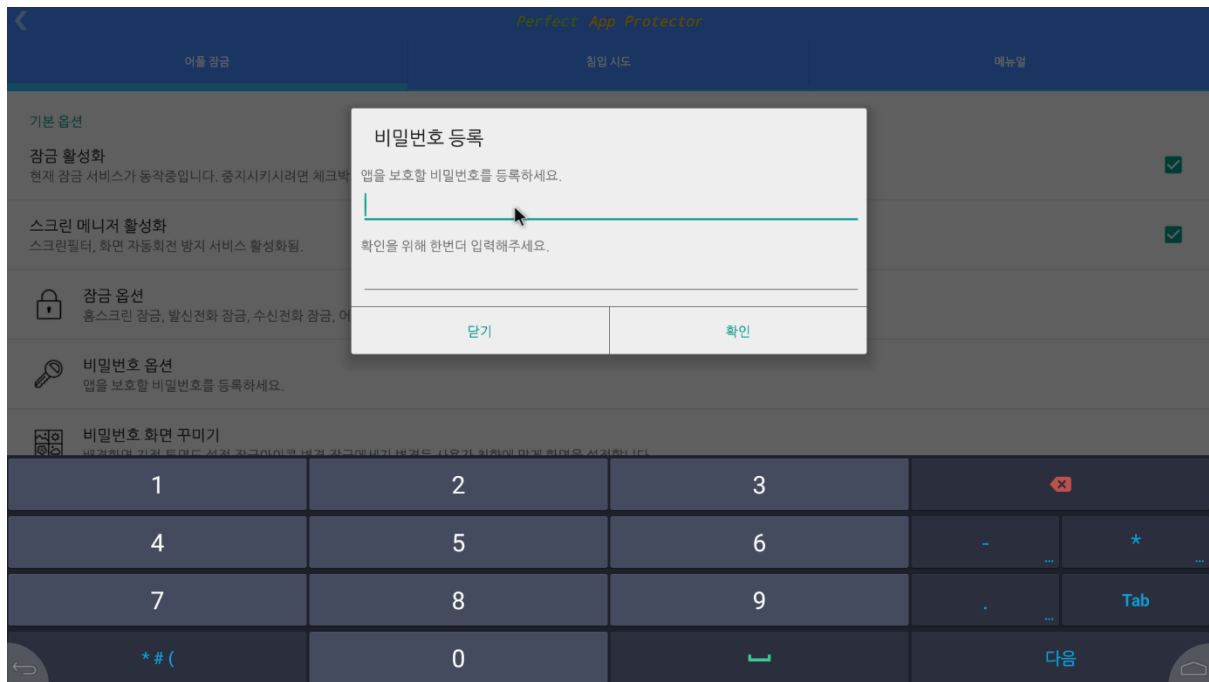 Perfect App Protector
어플 잠금
침입 시도
메뉴얼
기본 옵션
잠금 활성화
현재 잠금 서비스가 동작중입니다. 중지시키시려면 체크박
스크린 메니저 활성화
스크린필터, 화면 자동회전 방지 서비스 활성화됨.
잠금 옵션
홈스크린 잠금, 발신전화 잠금, 수신전화 잠금, 어
비밀번호 옵션
앱을 보호할 비밀번호를 등록하세요.
비밀번호 화면 꾸미기
비밀번호 등록
앱을 보호할 비밀번호를 등록하세요.
확인을 위해 한번더 입력해주세요.
닫기
확인
1
2
3
4
5
6
-
*
7
8
9
.
Tab
*#(
0
다음